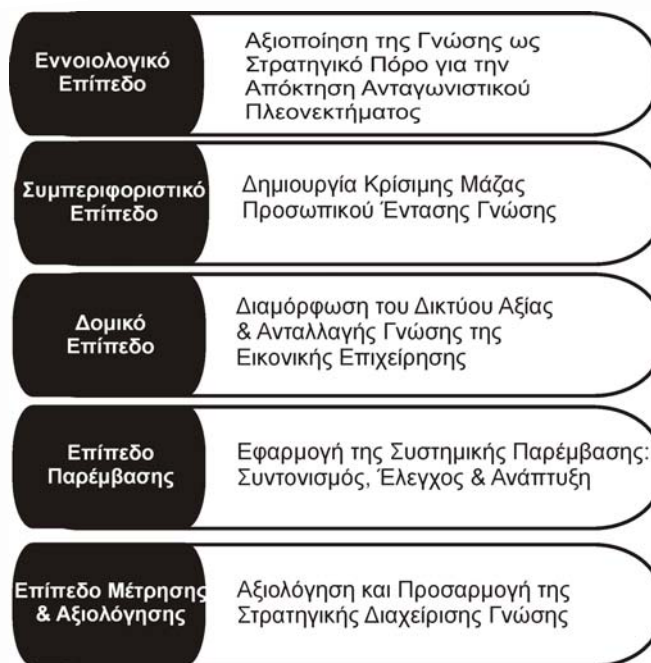 Εννοιολογικό
Επίπεδο
Αξιοποίηση της Γνώσης ως
Στρατηγικό Πόρο για την
Απόκτηση Ανταγωνιστικού
Πλεονεκτήματος
Συμπεριφοριστικό
Επίπεδο
Δημιουργία Κρίσιμης Μάζας
Προσωπικού Έντασης Γνώσης
Δομικό
Επίπεδο
Διαμόρφωση του Δικτύου Αξίας
& Ανταλλαγής Γνώσης της
Εικονικής Επιχείρησης
Επίπεδο
Παρέμβασης
Εφαρμογή της Συστημικής Παρέμβασης:
Συντονισμός, Έλεγχος & Ανάπτυξη
Επίπεδο Μέτρησης
& Αξιολόγησης
Αξιολόγηση και Προσαρμογή της
Στρατηγικής Διαχείρισης Γνώσης